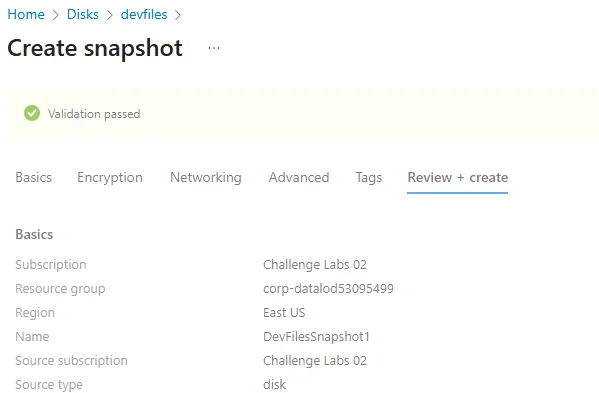 Home > Disks > devfiles >
Create snapshot ...
Validation passed
Basics Encryption Networking Advanced Tags Review + create
Basics
Subscription Challenge Labs 02
Resource group corp-datalod53095499
Region East US
Name DevFilesSnapshot1
Source subscription Challenge Labs 02
Source type disk